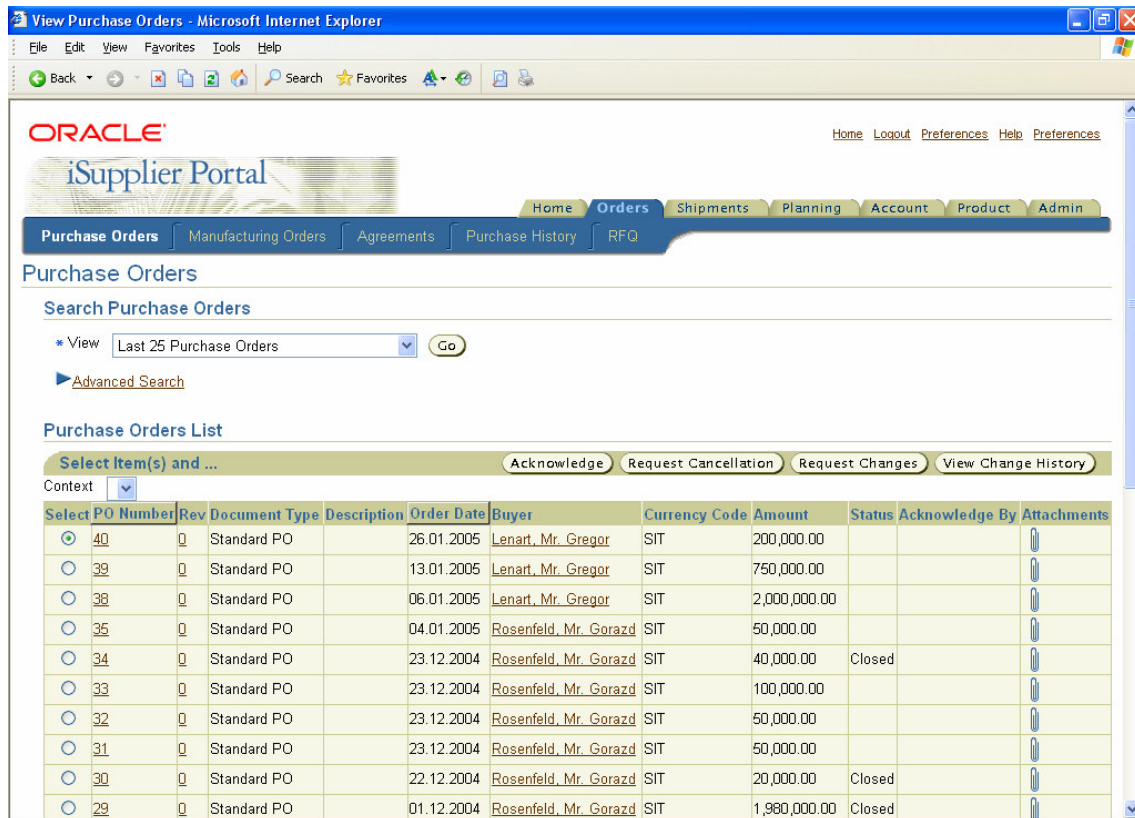 View Purchase Orders - Microsoft Internet Explorer
File Edit View Favorites Tools Help
Back Search Favorites
ORACLE
Home Logout Preferences Help Preferences
iSupplier Portal
Home Orders Shipments Planning Account Product Admin
Purchase Orders Manufacturing Orders Agreements Purchase History RFQ
Purchase Orders
Search Purchase Orders
* View Last 25 Purchase Orders Go
Advanced Search
Purchase Orders List
Select Item(s) and ... Acknowledge Request Cancellation Request Changes View Change History
Context
Select PO Number Rev Document Type Description Order Date Buyer Currency Code Amount Status Acknowledge By Attachments
40 0 Standard PO 26.01.2005 Lenart, Mr. Gregor SIT 200,000.00
39 0 Standard PO 13.01.2005 Lenart, Mr. Gregor SIT 750,000.00
38 0 Standard PO 06.01.2005 Lenart, Mr. Gregor SIT 2,000,000.00
35 0 Standard PO 04.01.2005 Rosenfeld, Mr. Gorazd SIT 50,000.00
34 0 Standard PO 23.12.2004 Rosenfeld, Mr. Gorazd SIT 40,000.00 Closed
33 0 Standard PO 23.12.2004 Rosenfeld, Mr. Gorazd SIT 100,000.00
32 0 Standard PO 23.12.2004 Rosenfeld, Mr. Gorazd SIT 50,000.00
31 0 Standard PO 23.12.2004 Rosenfeld, Mr. Gorazd SIT 50,000.00
30 0 Standard PO 22.12.2004 Rosenfeld, Mr. Gorazd SIT 20,000.00 Closed
29 0 Standard PO 01.12.2004 Rosenfeld, Mr. Gorazd SIT 1,980,000.00 Closed